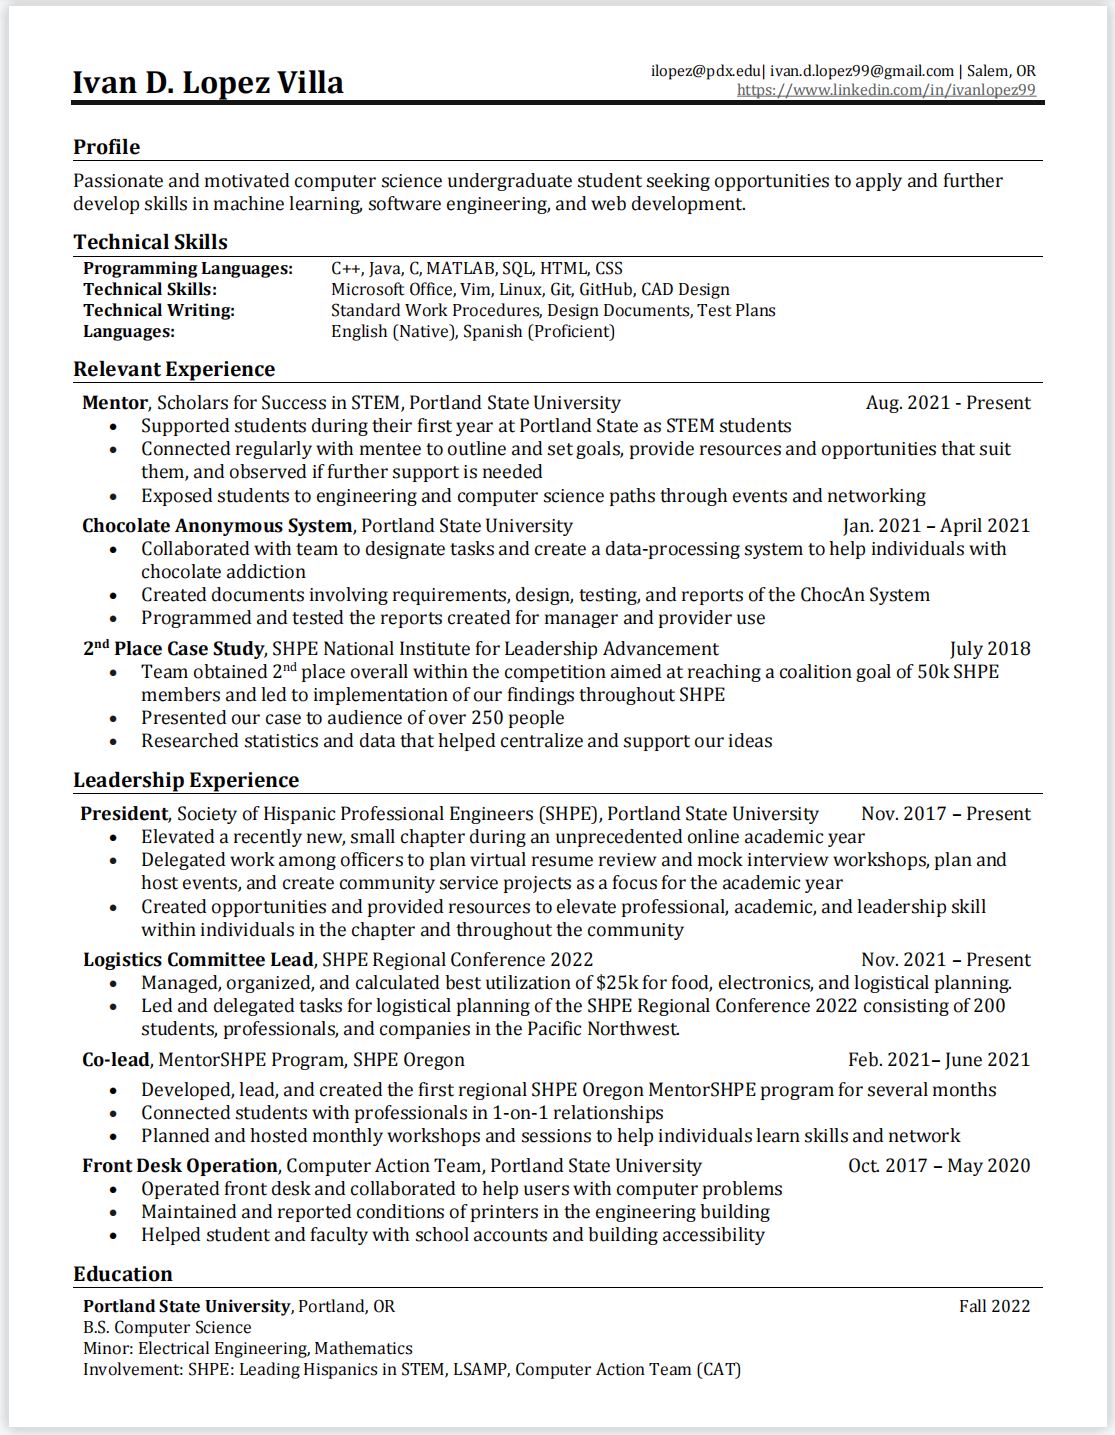 Ivan D. Lopez Villa
ilopez@pdx.edu| ivan.d.lopez99@gmail.com | Salem, OR
https://www.linkedin.com/in/ivanlopez99
Profile
Passionate and motivated computer science undergraduate student seeking opportunities to apply and further
develop skills in machine learning, software engineering, and web development.
Technical Skills
Programming Languages: C++, Java, C, MATLAB, SQL, HTML, CSS
Technical Skills: Microsoft Office, Vim, Linux, Git, GitHub, CAD Design
Technical Writing: Standard Work Procedures, Design Documents, Test Plans
Languages: English (Native), Spanish (Proficient)
Relevant Experience
Mentor, Scholars for Success in STEM, Portland State University Aug. 2021 - Present
• Supported students during their first year at Portland State as STEM students
• Connected regularly with mentee to outline and set goals, provide resources and opportunities that suit
them, and observed if further support is needed
• Exposed students to engineering and computer science paths through events and networking
Chocolate Anonymous System, Portland State University Jan. 2021 – April 2021
• Collaborated with team to designate tasks and create a data-processing system to help individuals with
chocolate addiction
• Created documents involving requirements, design, testing, and reports of the ChocAn System
• Programmed and tested the reports created for manager and provider use
2nd Place Case Study, SHPE National Institute for Leadership Advancement July 2018
• Team obtained 2nd place overall within the competition aimed at reaching a coalition goal of 50k SHPE
members and led to implementation of our findings throughout SHPE
• Presented our case to audience of over 250 people
• Researched statistics and data that helped centralize and support our ideas
Leadership Experience
President, Society of Hispanic Professional Engineers (SHPE), Portland State University Nov. 2017 – Present
• Elevated a recently new, small chapter during an unprecedented online academic year
• Delegated work among officers to plan virtual resume review and mock interview workshops, plan and
host events, and create community service projects as a focus for the academic year
• Created opportunities and provided resources to elevate professional, academic, and leadership skill
within individuals in the chapter and throughout the community
Logistics Committee Lead, SHPE Regional Conference 2022 Nov. 2021 – Present
• Managed, organized, and calculated best utilization of $25k for food, electronics, and logistical planning.
• Led and delegated tasks for logistical planning of the SHPE Regional Conference 2022 consisting of 200
students, professionals, and companies in the Pacific Northwest.
Co-lead, MentorSHPE Program, SHPE Oregon Feb. 2021– June 2021
• Developed, lead, and created the first regional SHPE Oregon MentorSHPE program for several months
• Connected students with professionals in 1-on-1 relationships
• Planned and hosted monthly workshops and sessions to help individuals learn skills and network
Front Desk Operation, Computer Action Team, Portland State University Oct. 2017 – May 2020
• Operated front desk and collaborated to help users with computer problems
• Maintained and reported conditions of printers in the engineering building
• Helped student and faculty with school accounts and building accessibility
Education
Portland State University, Portland, OR Fall 2022
B.S. Computer Science
Minor: Electrical Engineering, Mathematics
Involvement: SHPE: Leading Hispanics in STEM, LSAMP, Computer Action Team (CAT)